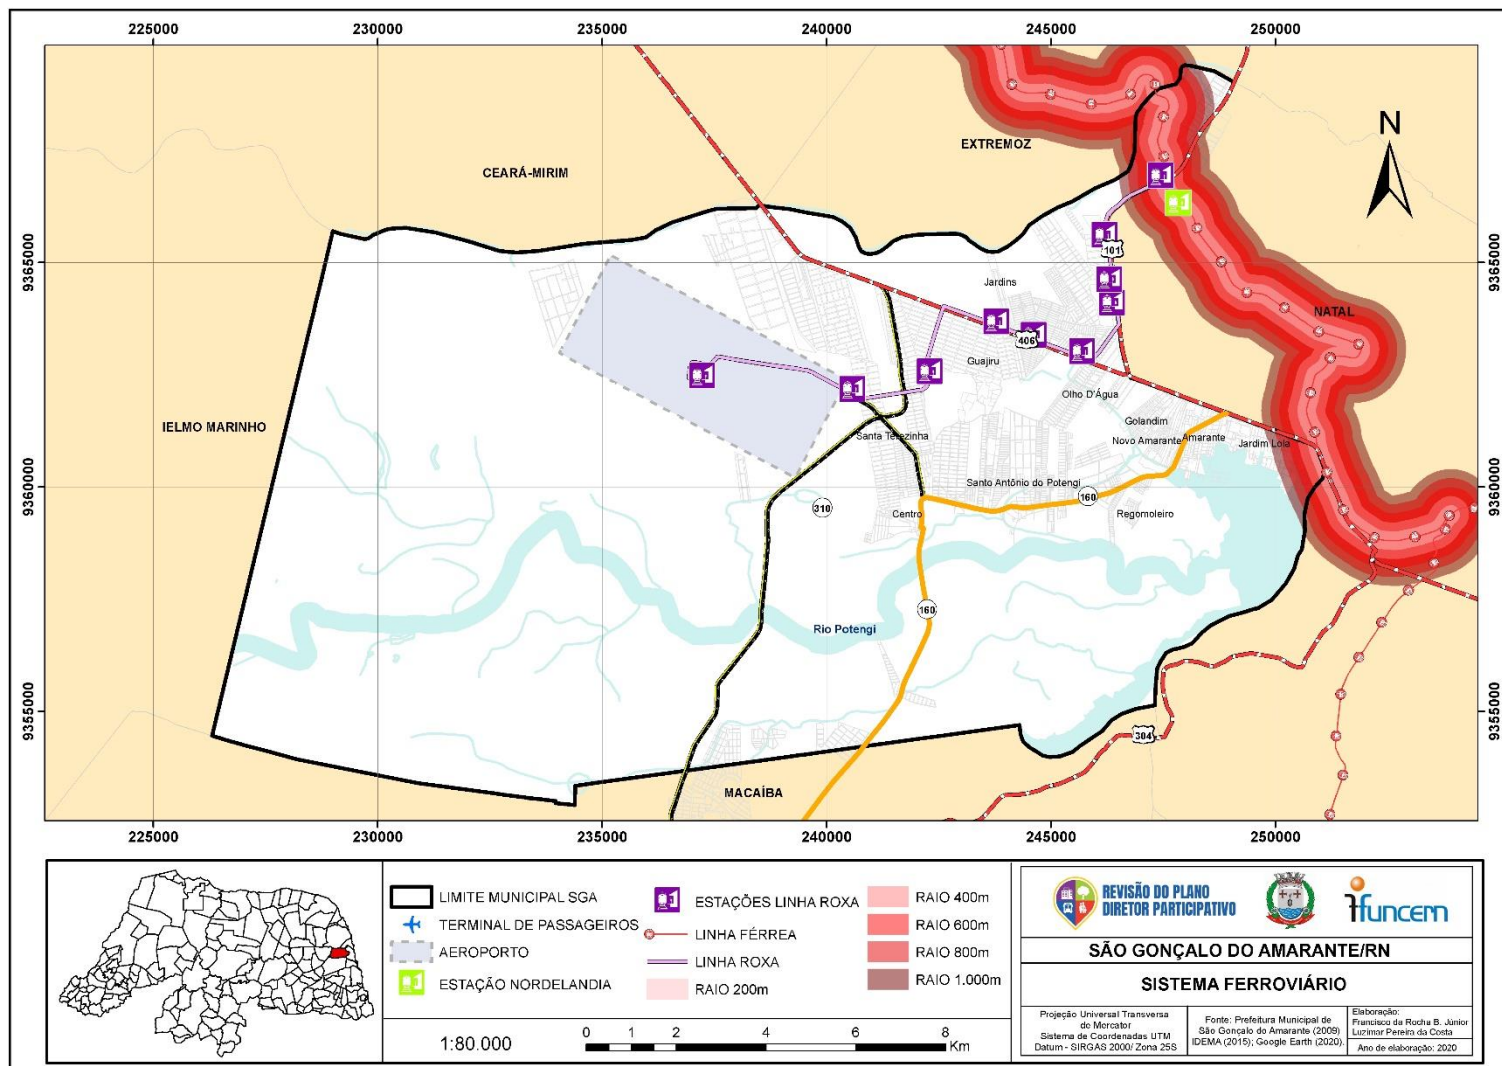 225000 230000 235000 240000 245000 250000
N
EXTREMOZ
CEARÁ-MIRIM
9365000
9365000
101
Jardins
NATAL
406
Guajiru
Olho D'Água
Golandim
IELMO MARINHO
Santa Terezinha
Novo Amarante
Amarante
Jardim Lola
9360000
9360000
Santo Antônio do Potengi
160
310
Centro
Regomoleiro
160
Rio Potengi
9355000
9355000
304
MACAÍBA
225000 230000 235000 240000 245000 250000
LIMITE MUNICIPAL SGA
TERMINAL DE PASSAGEIROS
AEROPORTO
ESTAÇÃO NORDELANDIA
ESTAÇÕES LINHA ROXA
LINHA FÉRREA
LINHA ROXA
RAIO 200m
RAIO 400m
RAIO 600m
RAIO 800m
RAIO 1.000m
1:80.000
0 1 2 4 6 8
Km
REVISÃO DO PLANO
DIRETOR PARTICIPATIVO
ifuncern
SÃO GONÇALO DO AMARANTE/RN
SISTEMA FERROVIÁRIO
Projeção Universal Transversa
de Mercator
Sistema de Coordenadas UTM
Datum - SIRGAS 2000/ Zona 25S
Fonte: Prefeitura Municipal de
São Gonçalo do Amarante (2009)
IDEMA (2015); Google Earth (2020).
Elaboração:
Francisco da Rocha B. Júnior
Luzimar Pereira da Costa
Ano de elaboração: 2020